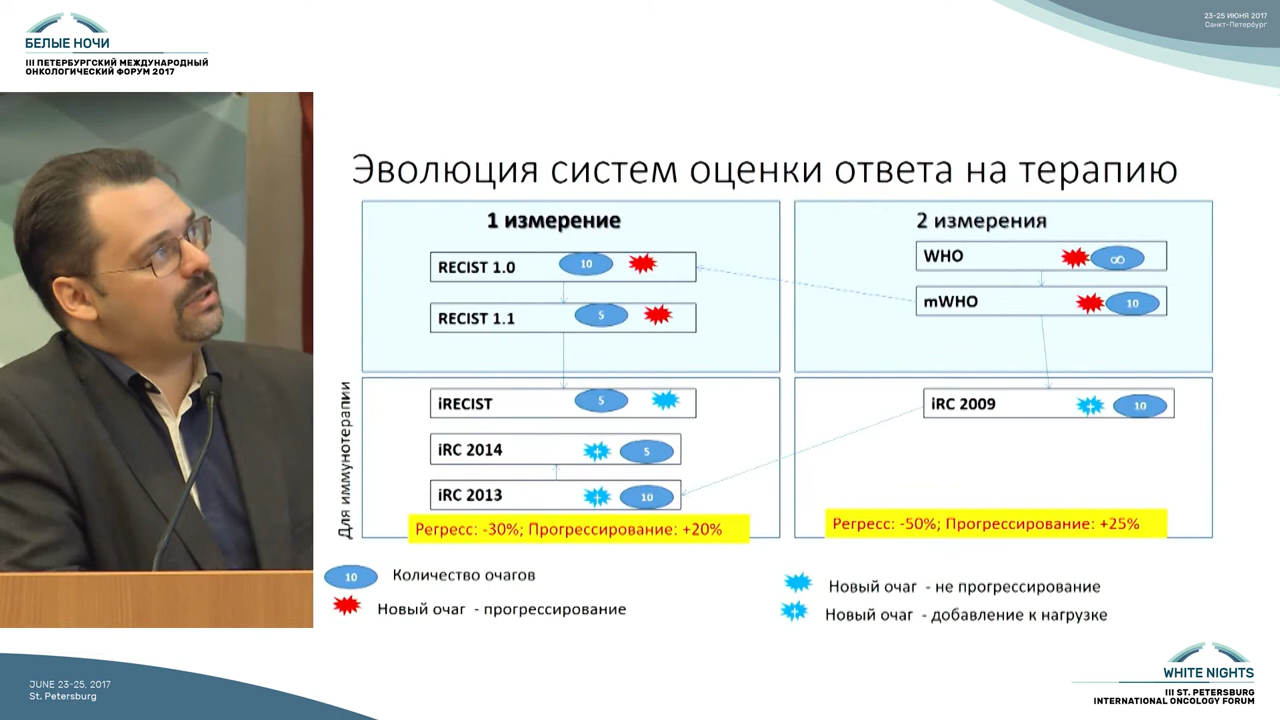 БЕЛЫЕ НОЧИ
III ПЕТЕРБУРГСКИЙ МЕЖДУНАРОДНЫЙ
ОНКОЛОГИЧЕСКИЙ ФОРУМ 2017
23-25 ИЮНЯ 2017
Санкт-Петербург
Эволюция систем оценки ответа на терапию
1 измерение
RECIST 1.0 10
RECIST 1.1 5
2 измерения
WHO ∞
mWHO 10
Для иммунотерапии
iRECIST 5
iRC 2014 5
iRC 2013 10
Регресс: -30%; Прогрессирование: +20%
iRC 2009 10
Регресс: -50%; Прогрессирование: +25%
10 Количество очагов
Новый очаг - прогрессирование
Новый очаг - не прогрессирование
Новый очаг - добавление к нагрузке
JUNE 23-25, 2017
St. Petersburg
WHITE NIGHTS
III ST. PETERSBURG
INTERNATIONAL ONCOLOGY FORUM